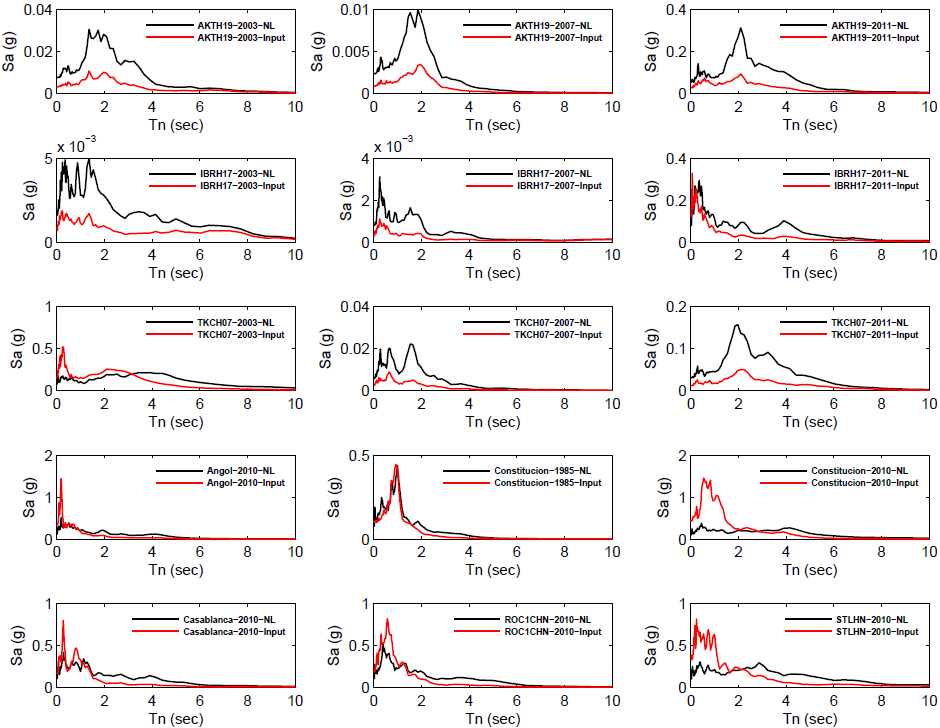 AKTH19−2003−NL
AKTH19−2003−Input
Sa (g)
0.04
0.02
0
0 2 4 6 8 10
Tn (sec)
AKTH19−2007−NL
AKTH19−2007−Input
Sa (g)
0.01
0.005
0
0 2 4 6 8 10
Tn (sec)
AKTH19−2011−NL
AKTH19−2011−Input
Sa (g)
0.4
0.2
0
0 2 4 6 8 10
Tn (sec)
x 10−3
IBRH17−2003−NL
IBRH17−2003−Input
Sa (g)
5
0
0 2 4 6 8 10
Tn (sec)
x 10−3
IBRH17−2007−NL
IBRH17−2007−Input
Sa (g)
4
2
0
0 2 4 6 8 10
Tn (sec)
IBRH17−2011−NL
IBRH17−2011−Input
Sa (g)
0.4
0.2
0
0 2 4 6 8 10
Tn (sec)
TKCH07−2003−NL
TKCH07−2003−Input
Sa (g)
1
0.5
0
0 2 4 6 8 10
Tn (sec)
TKCH07−2007−NL
TKCH07−2007−Input
Sa (g)
0.04
0.02
0
0 2 4 6 8 10
Tn (sec)
TKCH07−2011−NL
TKCH07−2011−Input
Sa (g)
0.2
0.1
0
0 2 4 6 8 10
Tn (sec)
Angol−2010−NL
Angol−2010−Input
Sa (g)
2
1
0
0 2 4 6 8 10
Tn (sec)
Constitucion−1985−NL
Constitucion−1985−Input
Sa (g)
0.5
0
0 2 4 6 8 10
Tn (sec)
Constitucion−2010−NL
Constitucion−2010−Input
Sa (g)
2
1
0
0 2 4 6 8 10
Tn (sec)
Casablanca−2010−NL
Casablanca−2010−Input
Sa (g)
1
0.5
0
0 2 4 6 8 10
Tn (sec)
ROC1CHN−2010−NL
ROC1CHN−2010−Input
Sa (g)
1
0.5
0
0 2 4 6 8 10
Tn (sec)
STLHN−2010−NL
STLHN−2010−Input
Sa (g)
1
0.5
0
0 2 4 6 8 10
Tn (sec)